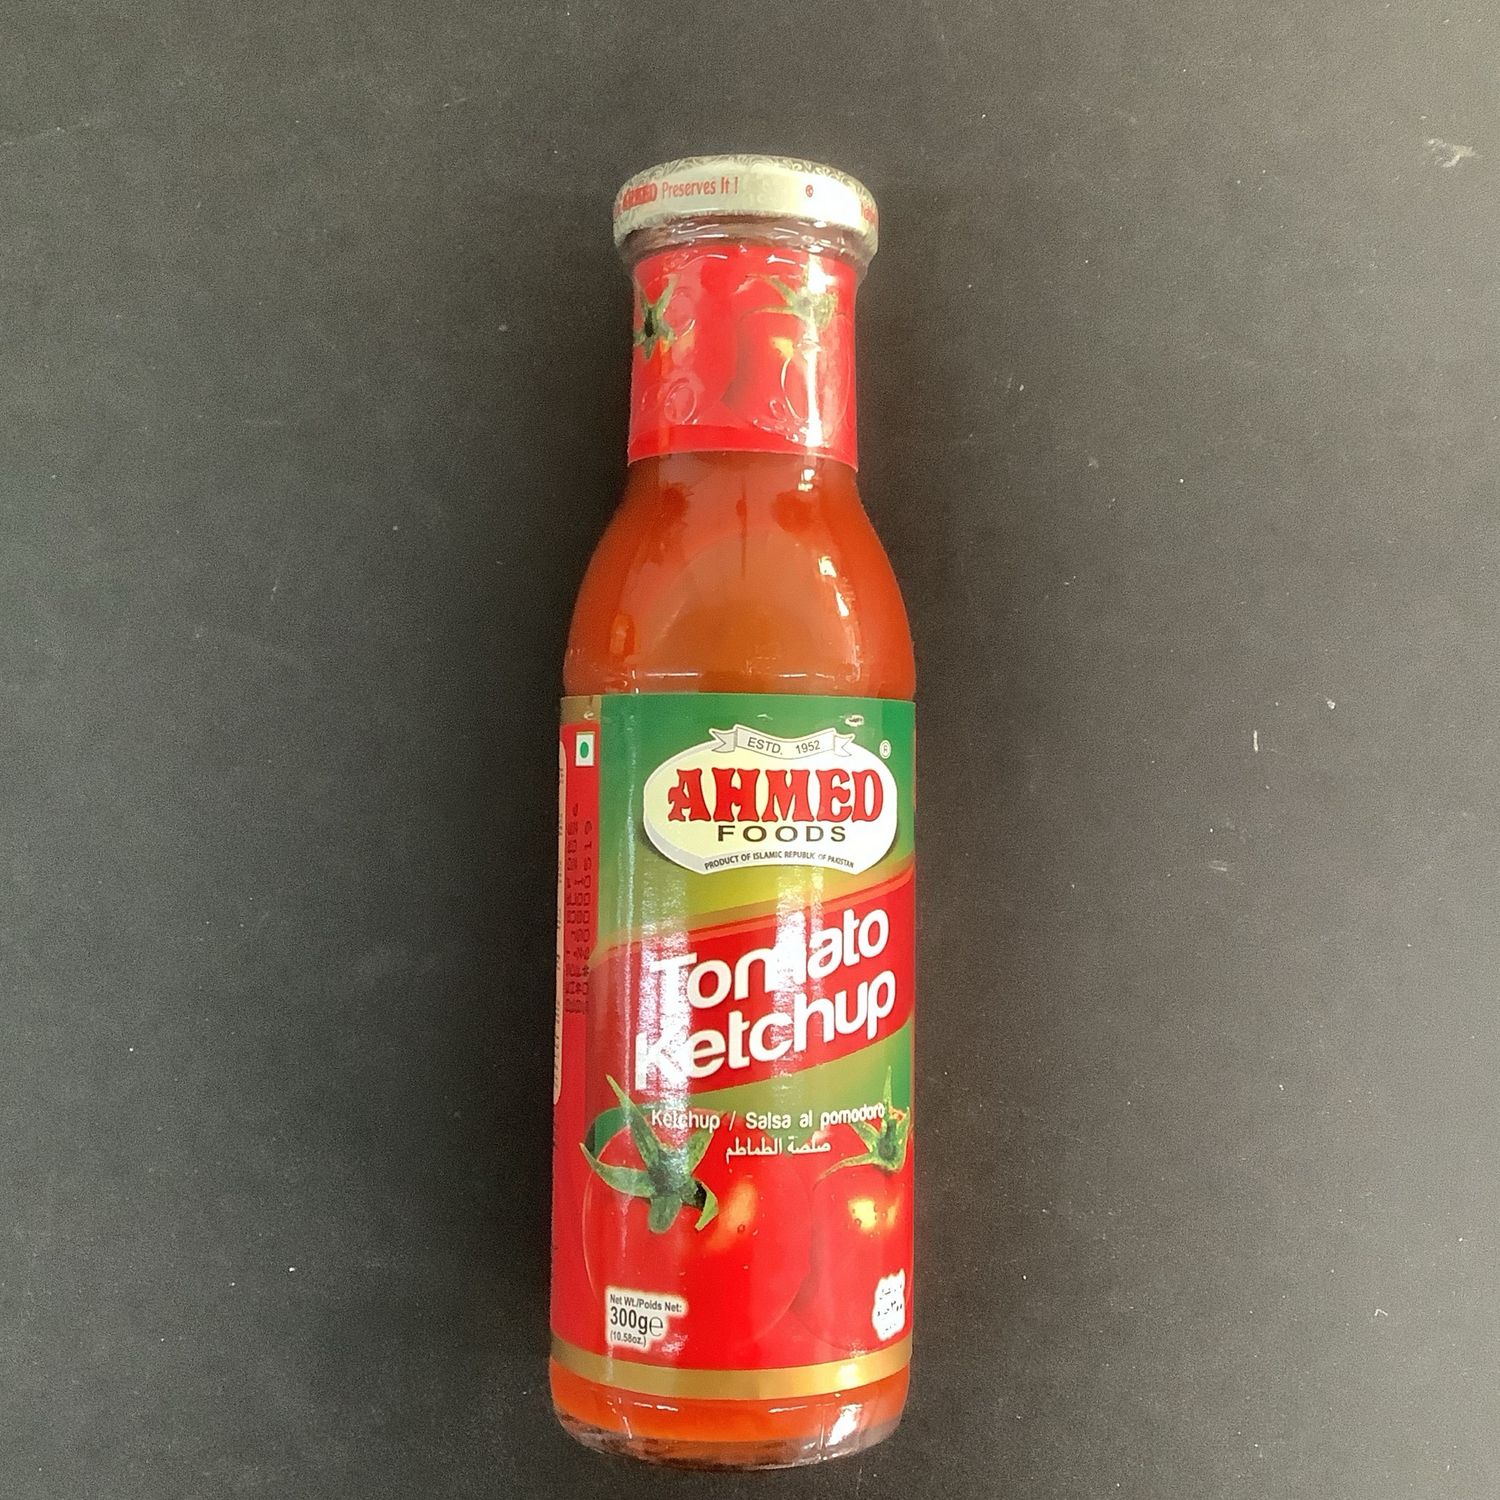 AHMED Preserves It !
ESTD. 1952
®
AHMED
FOODS
PRODUCT OF ISLAMIC REPUBLIC OF PAKISTAN
Tomato
Ketchup
Ketchup / Salsa al pomodoro
صلصة الطماطم
Net Wt./Poids Net:
300g℮
(10.58oz.)